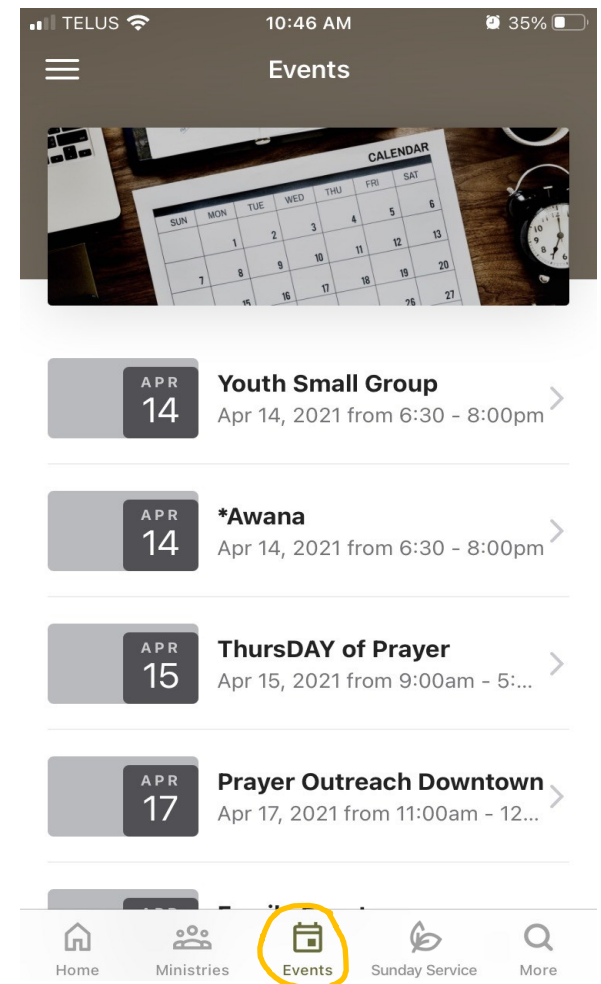 TELUS 10:46 AM 35%
Events
CALENDAR
SUN MON TUE WED THU FRI SAT
1 2 3 4 5 6
7 8 9 10 11 12 13
15 16 17 18 19 20
26 27
APR
14
Youth Small Group
Apr 14, 2021 from 6:30 - 8:00pm
APR
14
*Awana
Apr 14, 2021 from 6:30 - 8:00pm
APR
15
ThursDAY of Prayer
Apr 15, 2021 from 9:00am - 5:...
APR
17
Prayer Outreach Downtown
Apr 17, 2021 from 11:00am - 12...
Home Ministries Events Sunday Service More